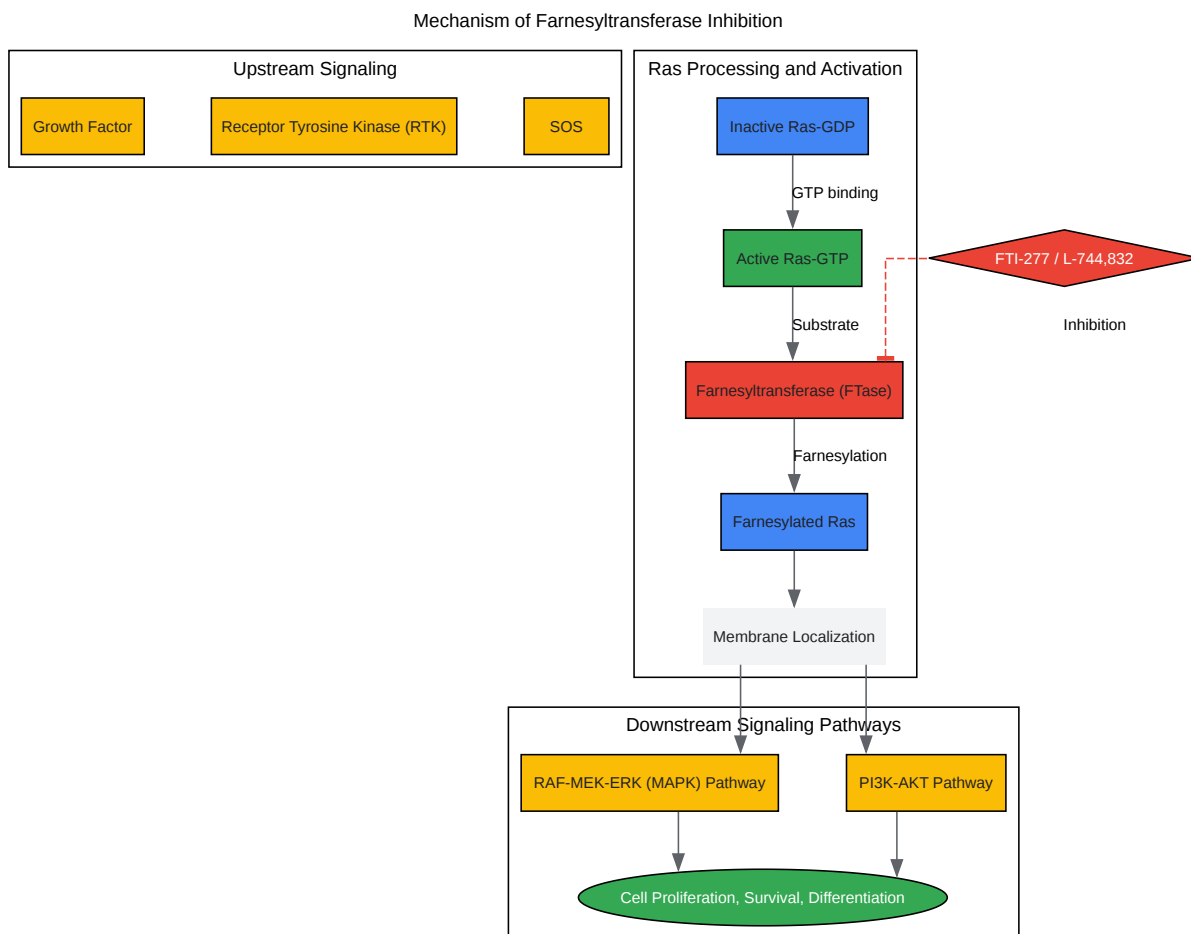 Mechanism of Farnesyltransferase Inhibition
Upstream Signaling
Growth Factor
Receptor Tyrosine Kinase (RTK)
SOS
Ras Processing and Activation
Inactive Ras-GDP
GTP binding
Active Ras-GTP
FTI-277 / L-744,832
Substrate
Inhibition
Farnesyltransferase (FTase)
Farnesylation
Farnesylated Ras
Membrane Localization
Downstream Signaling Pathways
RAF-MEK-ERK (MAPK) Pathway
PI3K-AKT Pathway
Cell Proliferation, Survival, Differentiation